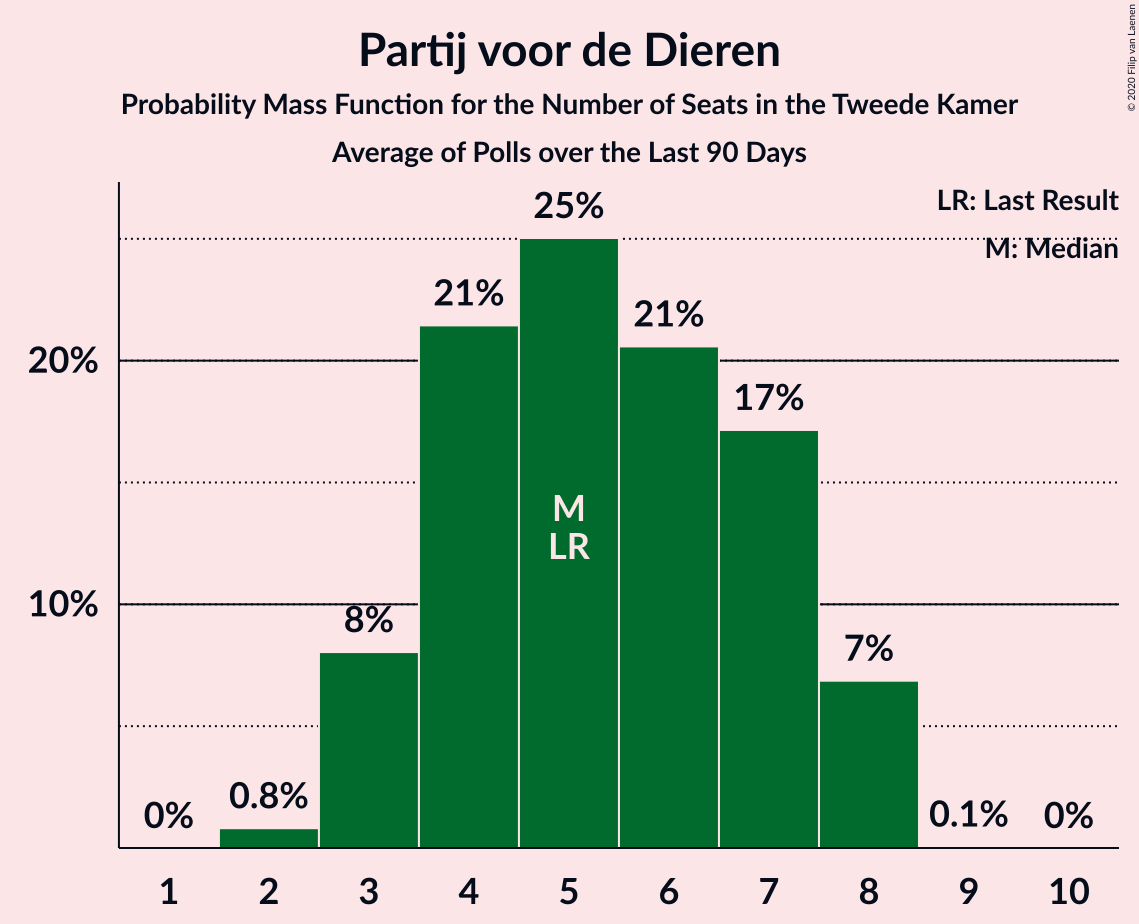 Partij voor de Dieren
Probability Mass Function for the Number of Seats in the Tweede Kamer
Average of Polls over the Last 90 Days
© 2020 Filip van Laenen
LR: Last Result
M: Median
25%
21%
21%
20%
17%
M
LR
10%
8%
7%
0%
0.8%
0.1%
0%
1 2 3 4 5 6 7 8 9 10